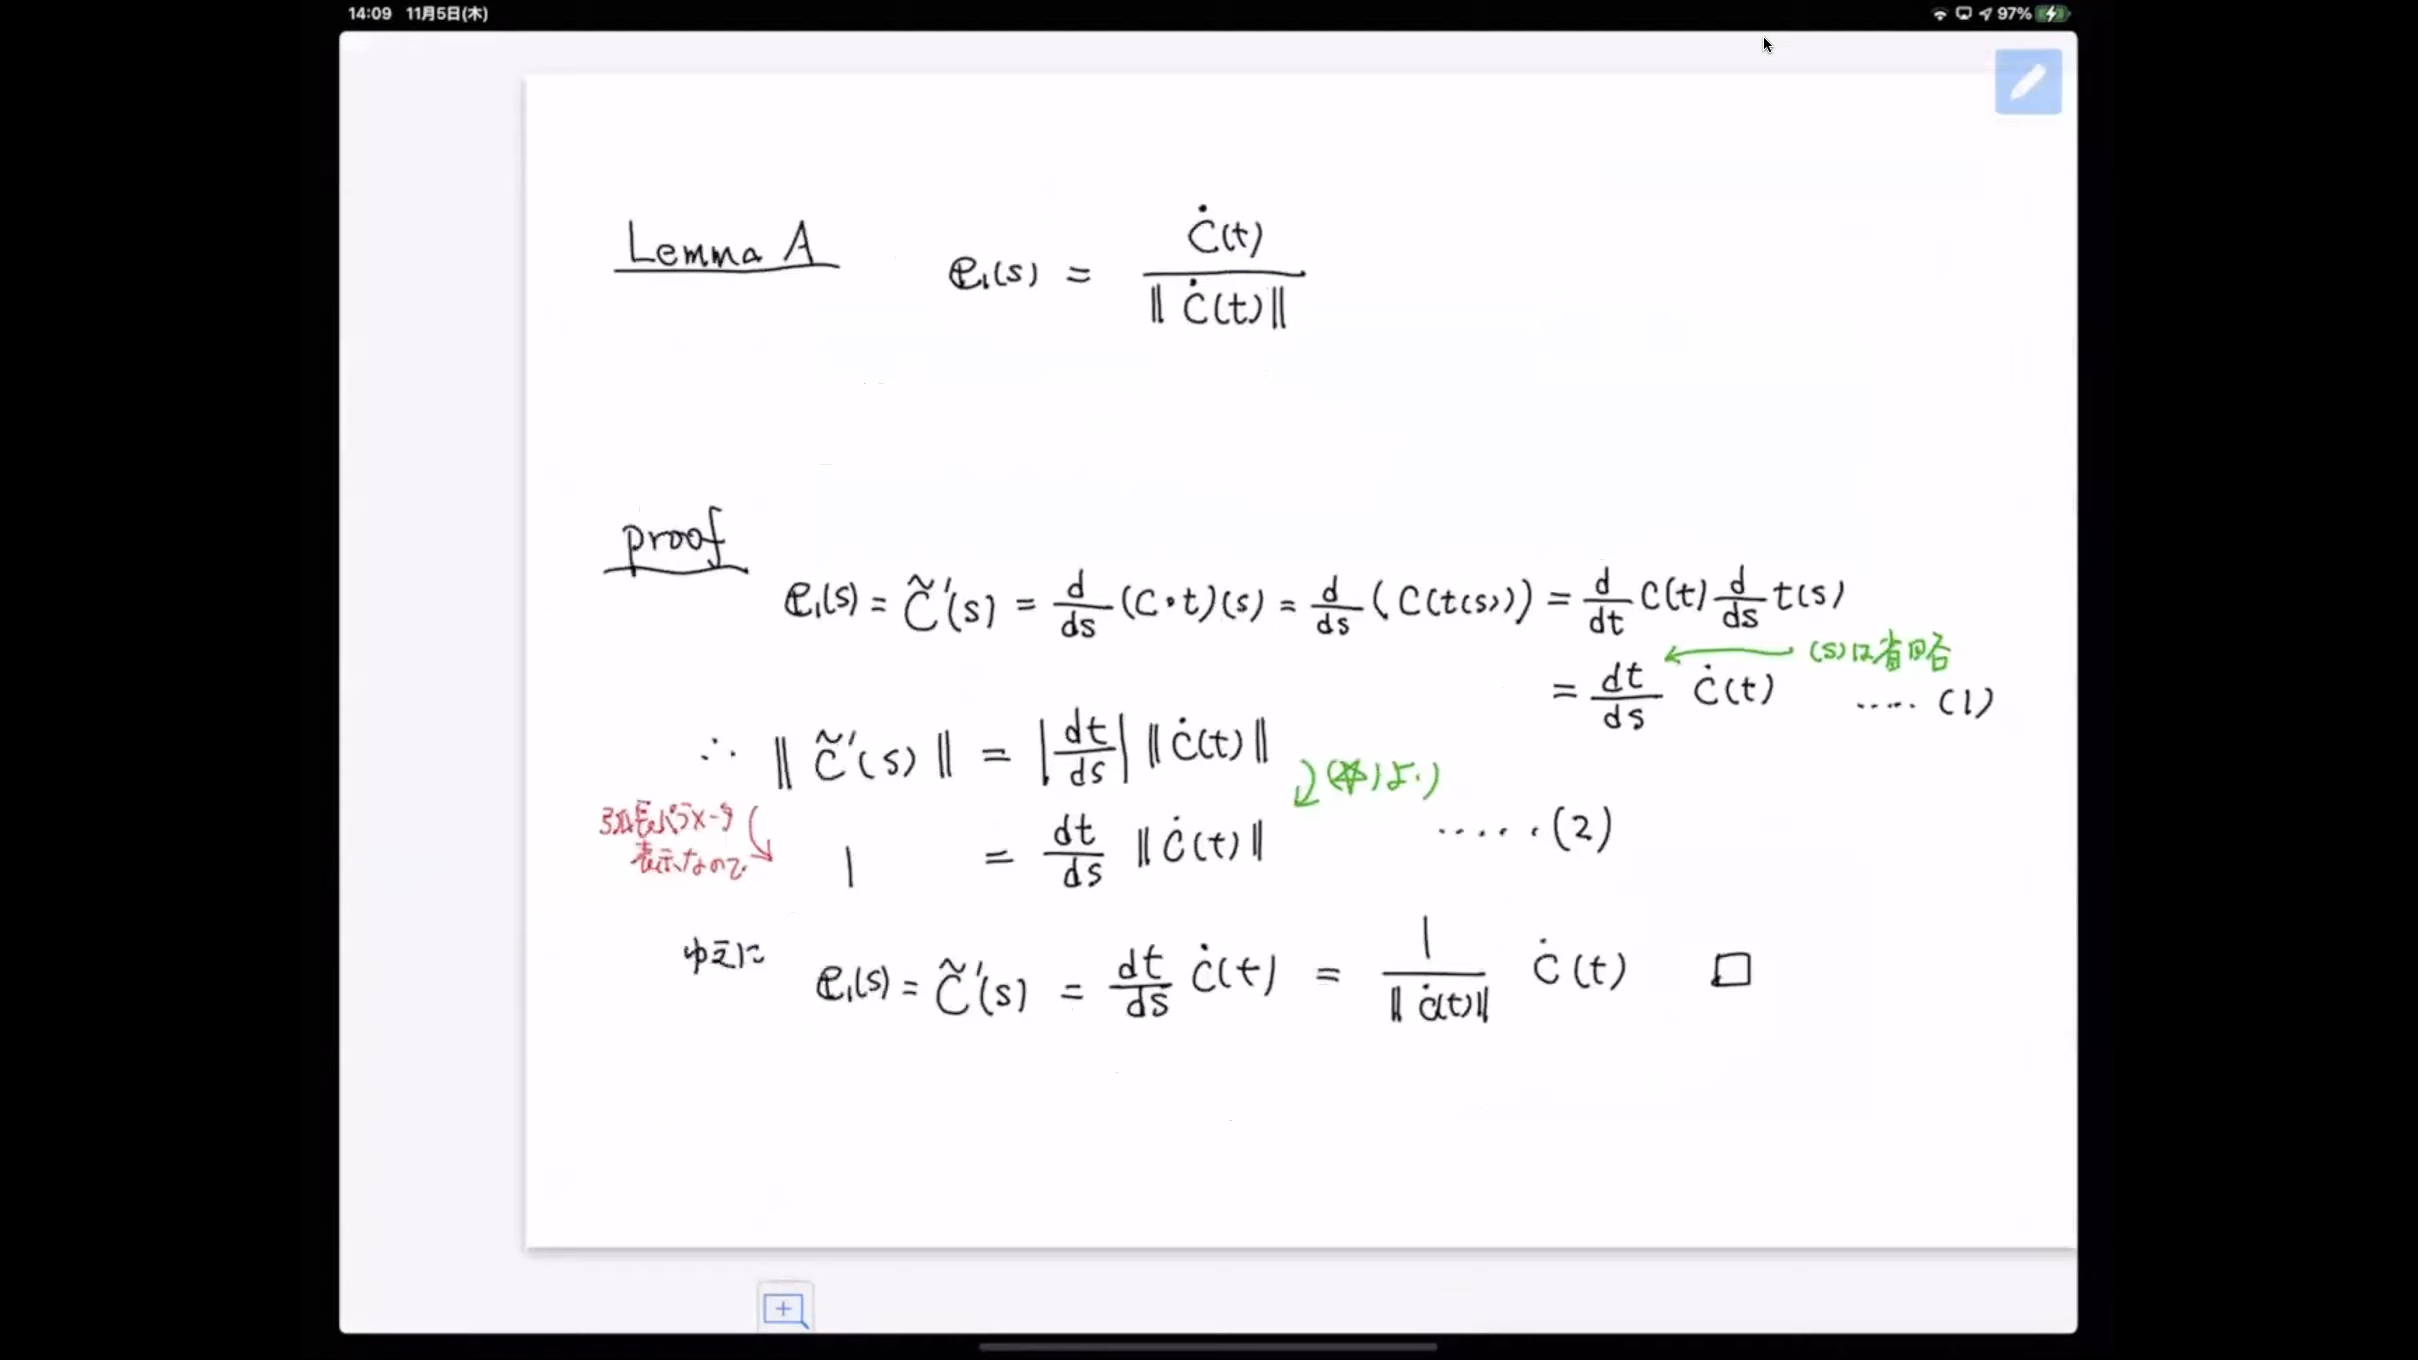 14:09 11月5日(木) 97%
Lemma A e₁(s) = ċ(t) / ‖ċ(t)‖
proof
e₁(s) = c̃′(s) = d/ds (c∘t)(s) = d/ds (c(t(s))) = d/dt c(t) d/ds t(s)
(s)は省略
= dt/ds ċ(t) ..... (1)
∴ ‖c̃′(s)‖ = |dt/ds| ‖ċ(t)‖
(☆)より
弧長パラメータ
表示なので
1 = dt/ds ‖ċ(t)‖ ...... (2)
ゆえに e₁(s) = c̃′(s) = dt/ds ċ(t) = 1/‖ċ(t)‖ ċ(t) □